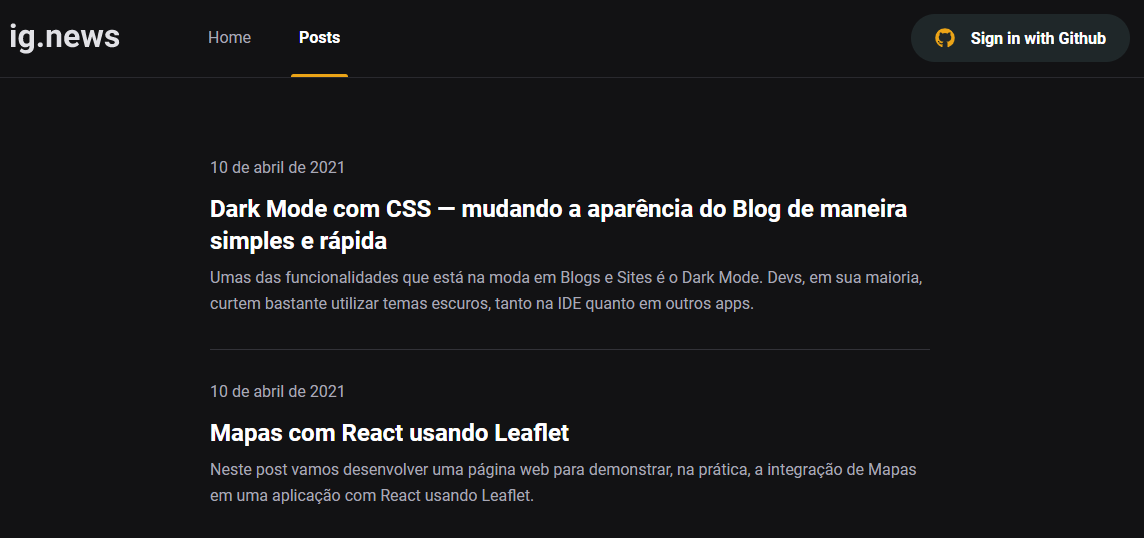 ig.news
Home
Posts
Sign in with Github
10 de abril de 2021
Dark Mode com CSS — mudando a aparência do Blog de maneira
simples e rápida
Umas das funcionalidades que está na moda em Blogs e Sites é o Dark Mode. Devs, em sua maioria,
curtem bastante utilizar temas escuros, tanto na IDE quanto em outros apps.
10 de abril de 2021
Mapas com React usando Leaflet
Neste post vamos desenvolver uma página web para demonstrar, na prática, a integração de Mapas
em uma aplicação com React usando Leaflet.